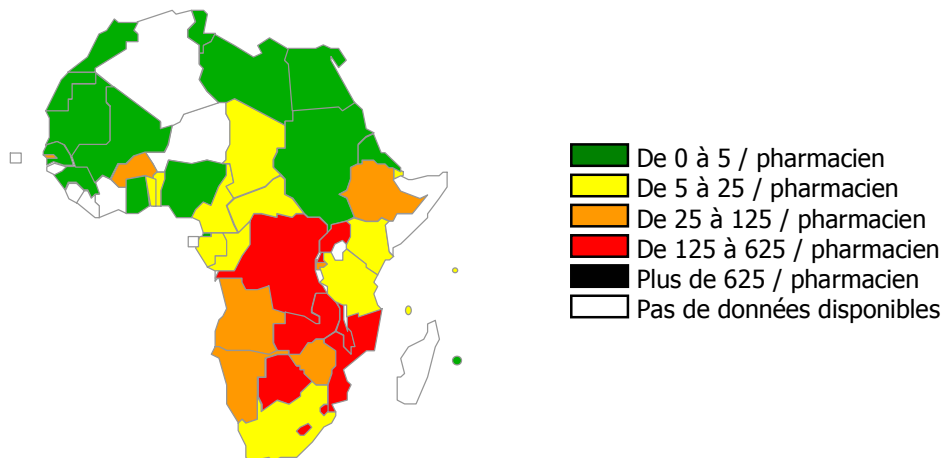 De 0 à 5 / pharmacien
De 5 à 25 / pharmacien
De 25 à 125 / pharmacien
De 125 à 625 / pharmacien
Plus de 625 / pharmacien
Pas de données disponibles